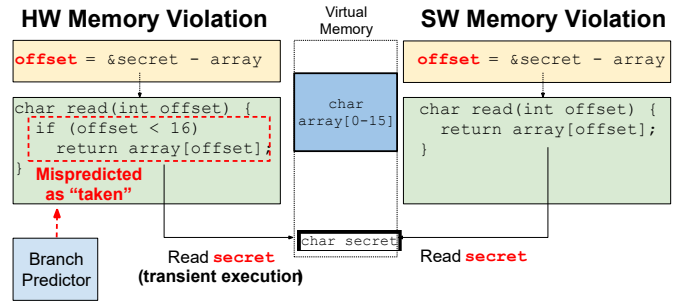 HW Memory Violation
offset = &secret - array
char read(int offset) {
if (offset < 16)
return array[offset];
}
Mispredicted
as “taken”
Branch
Predictor
Read secret
(transient execution)
Virtual
Memory
char
array[0-15]
char secret
SW Memory Violation
offset = &secret - array
char read(int offset) {
return array[offset];
}
Read secret